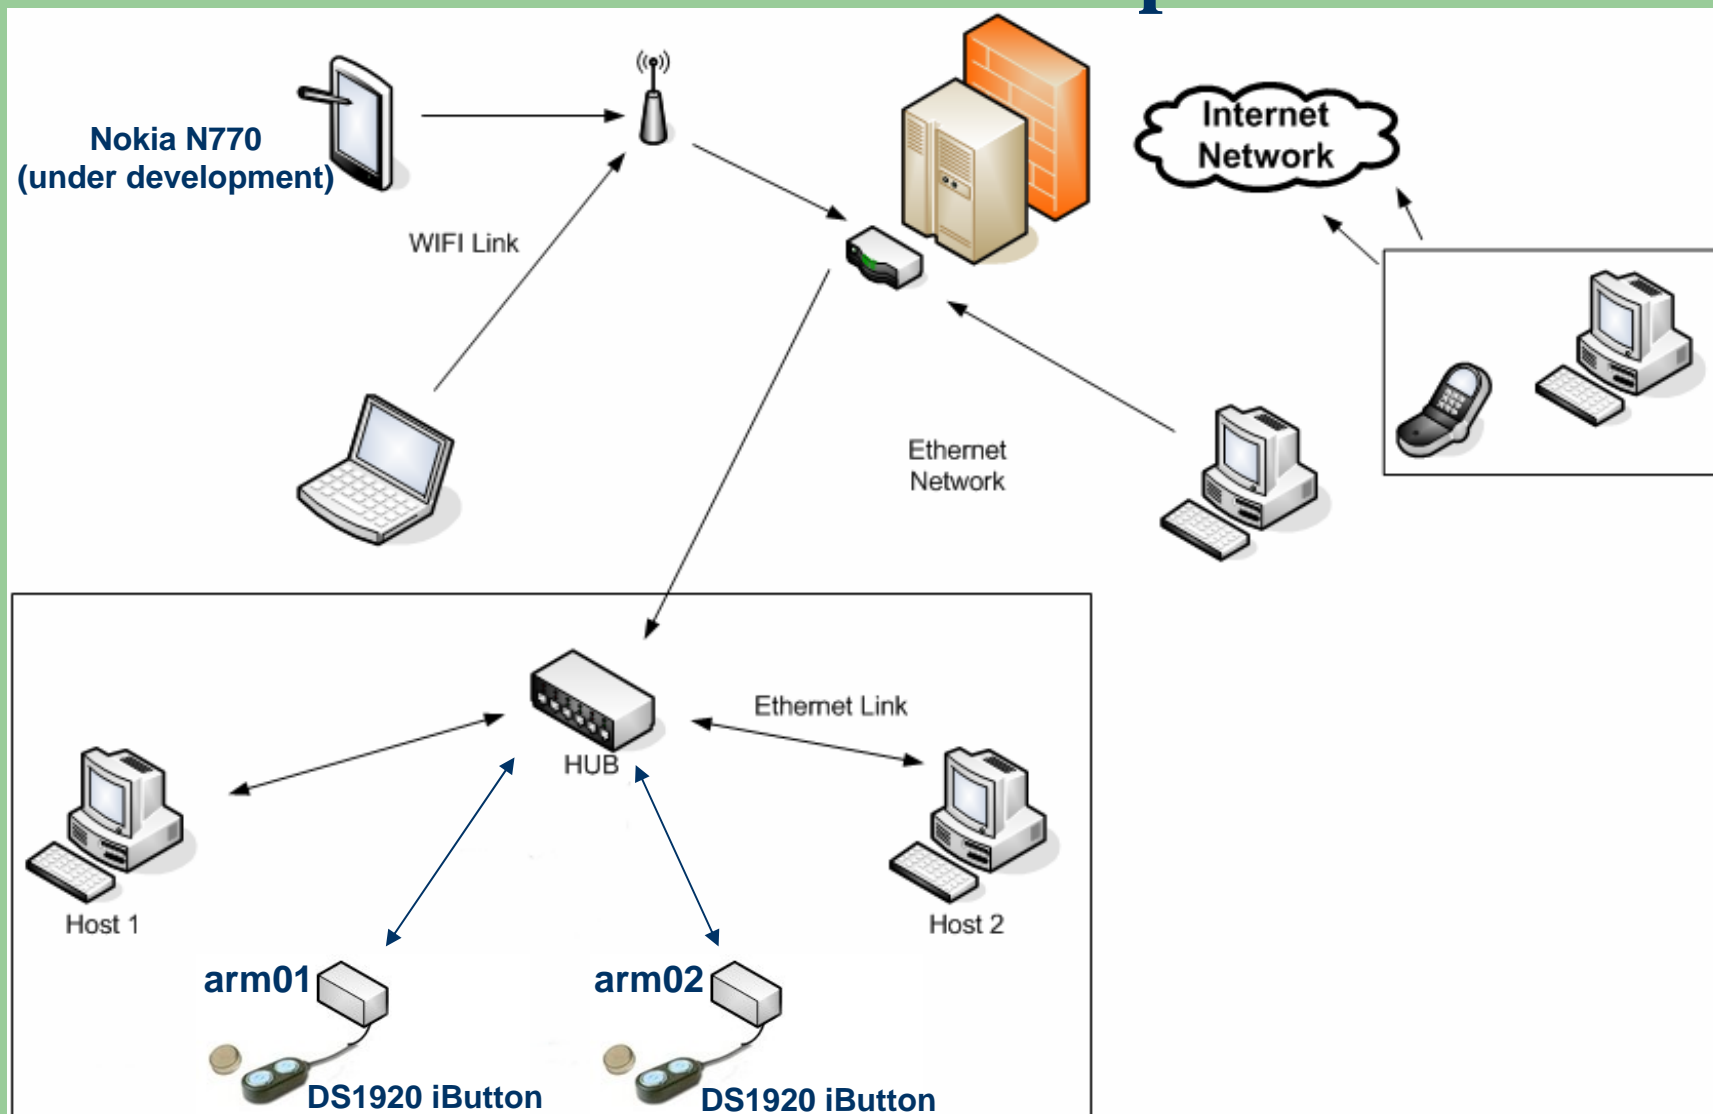 Nokia N770
(under development)
WIFI Link
Internet
Network
Ethernet
Network
Ethernet Link
HUB
Host 1
Host 2
arm01
arm02
DS1920 iButton
DS1920 iButton